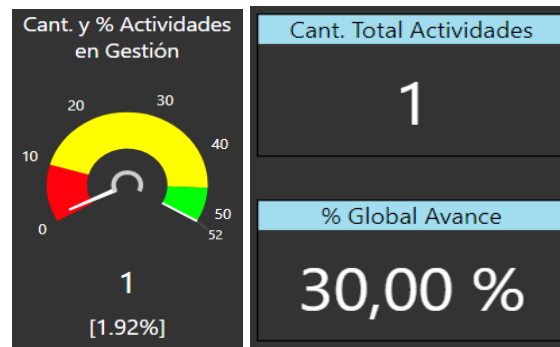 Cant. y % Actividades
en Gestión
0
10
20
30
40
50
52
1
[1.92%]
Cant. Total Actividades
1
% Global Avance
30,00 %